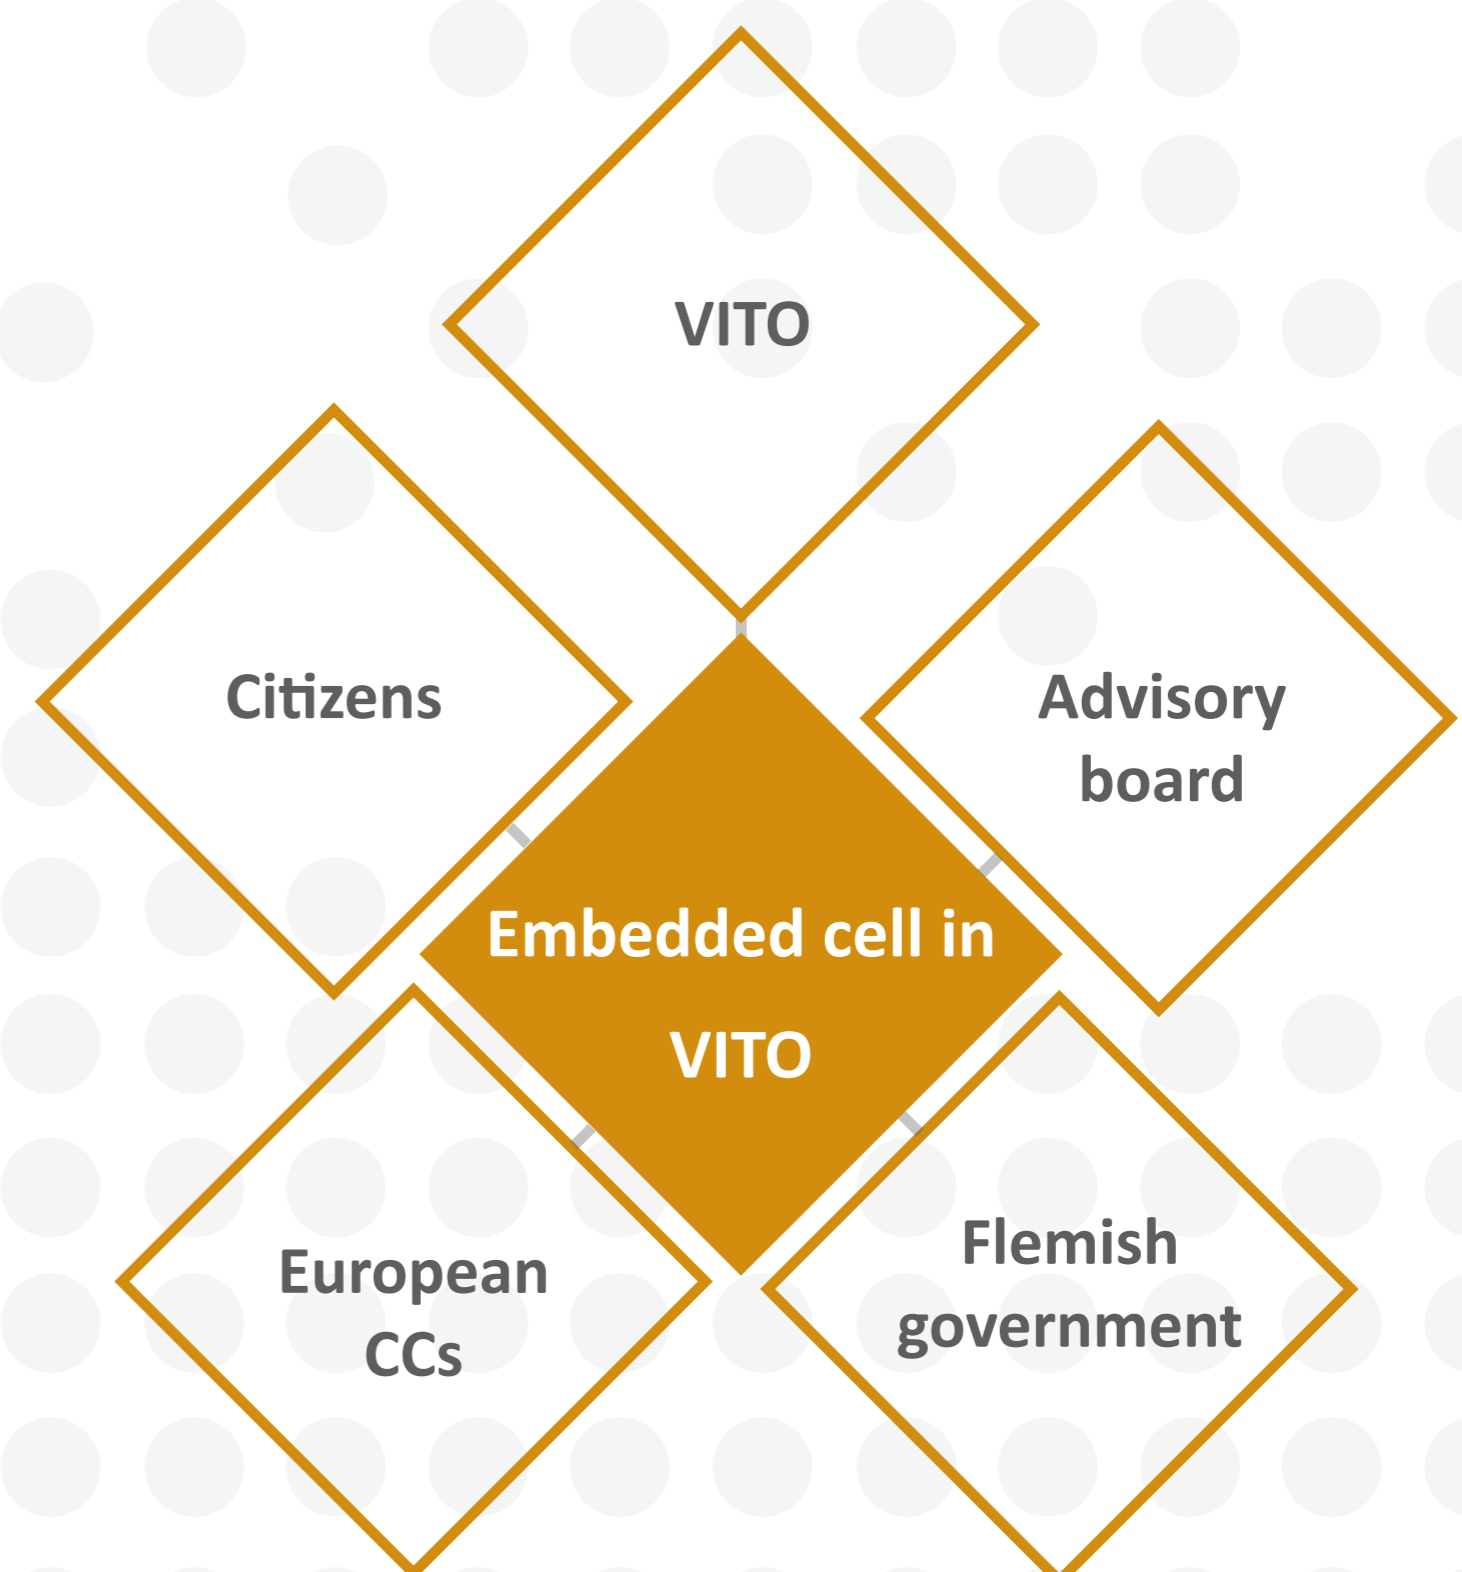 VITO
Citizens
Advisory
board
Embedded cell in
VITO
European
CCs
Flemish
government